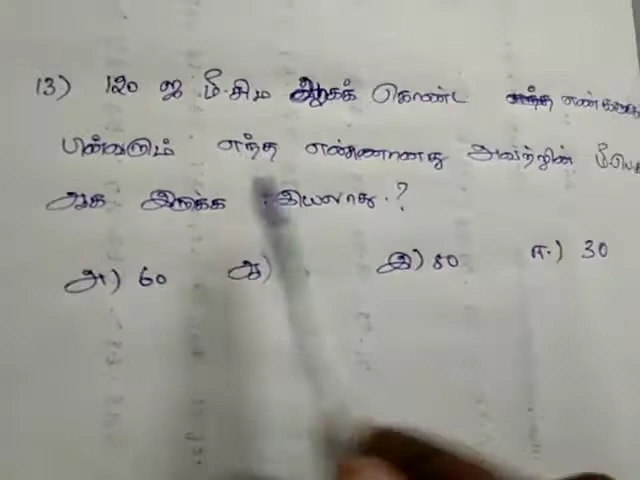 13) 120 ஐ மீ.சிம ஆகக் கொண்ட
பின்வரும் எந்த எண்ணானது அவற்றின்
ஆக இருக்க இயலாது.?
அ) 60 ஆ) இ) 80 ஈ.) 30